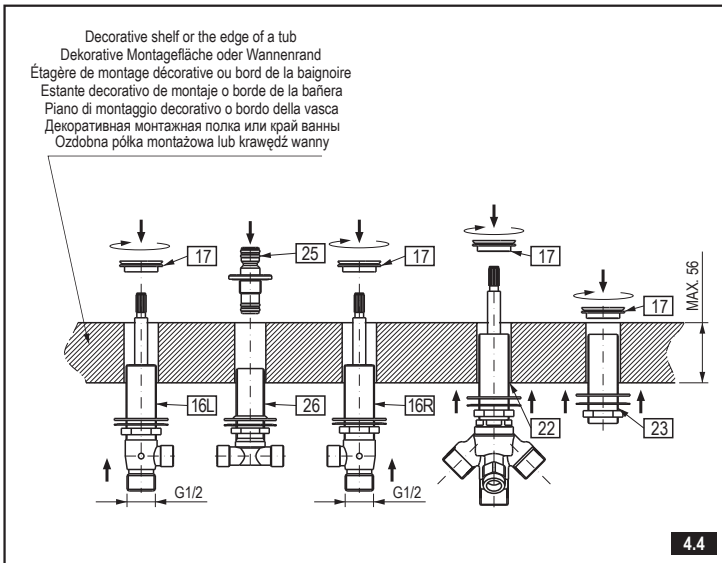 Decorative shelf or the edge of a tub
Dekorative Montagefläche oder Wannenrand
Étagère de montage décorative ou bord de la baignoire
Estante decorativo de montaje o borde de la bañera
Piano di montaggio decorativo o bordo della vasca
Декоративная монтажная полка или край ванны
Ozdobna półka montażowa lub krawędź wanny
17
25
17
17
17
MAX. 56
16L
26
16R
22
23
G1/2
G1/2
4.4